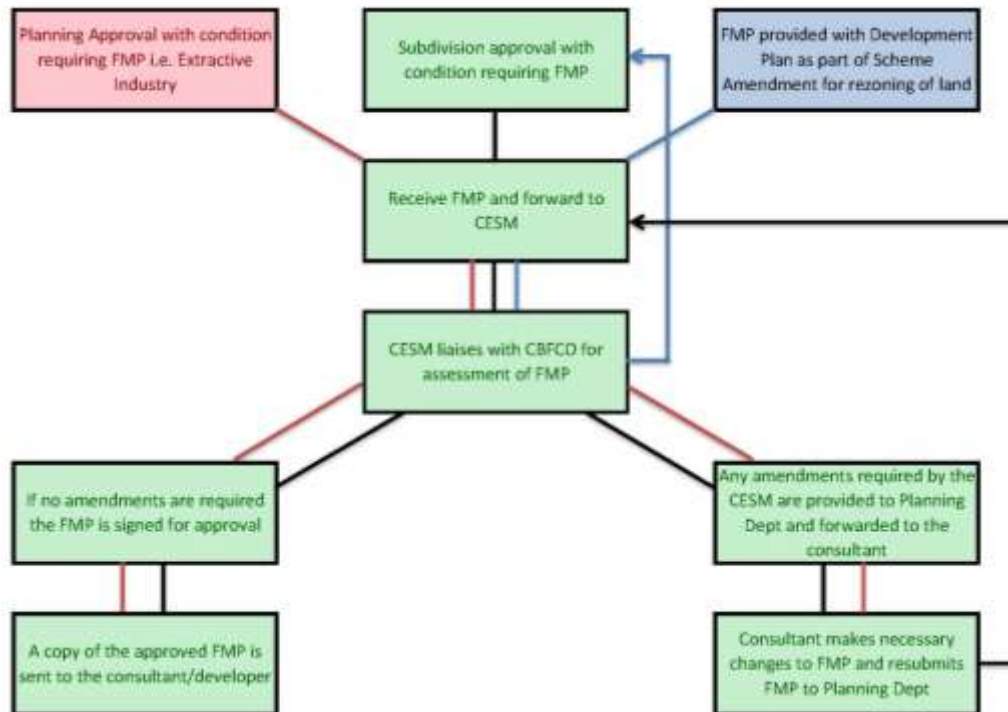 Planning Approval with condition
requiring FMP i.e. Extractive
Industry
Subdivision approval with
condition requiring FMP
FMP provided with Development
Plan as part of Scheme
Amendment for rezoning of land
Receive FMP and forward to
CESM
CESM liaises with CBFCO for
assessment of FMP
If no amendments are required
the FMP is signed for approval
Any amendments required by the
CESM are provided to Planning
Dept and forwarded to the
consultant
A copy of the approved FMP is
sent to the consultant/developer
Consultant makes necessary
changes to FMP and resubmits
FMP to Planning Dept